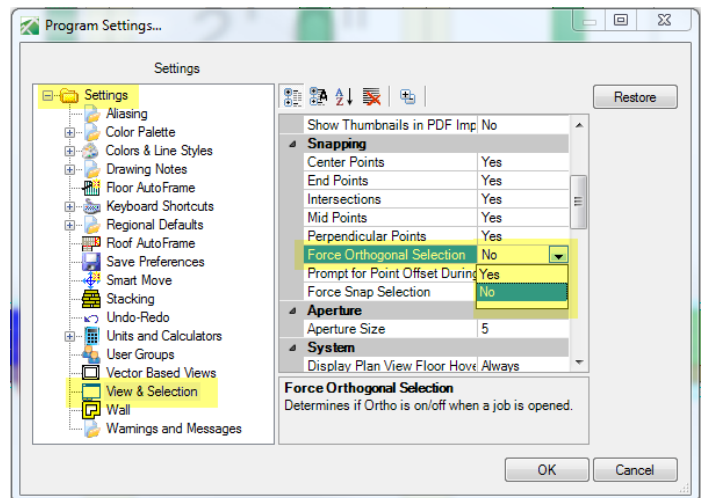 Program Settings...
Settings
Settings
Aliasing
Color Palette
Colors & Line Styles
Drawing Notes
Floor AutoFrame
Keyboard Shortcuts
Regional Defaults
Roof AutoFrame
Save Preferences
Smart Move
Stacking
Undo-Redo
Units and Calculators
User Groups
Vector Based Views
View & Selection
Wall
Warnings and Messages
Restore
Show Thumbnails in PDF Imp No
Snapping
Center Points Yes
End Points Yes
Intersections Yes
Mid Points Yes
Perpendicular Points Yes
Force Orthogonal Selection No
Prompt for Point Offset During Yes
Force Snap Selection No
Aperture
Aperture Size 5
System
Display Plan View Floor Hove Always
Force Orthogonal Selection
Determines if Ortho is on/off when a job is opened.
OK Cancel